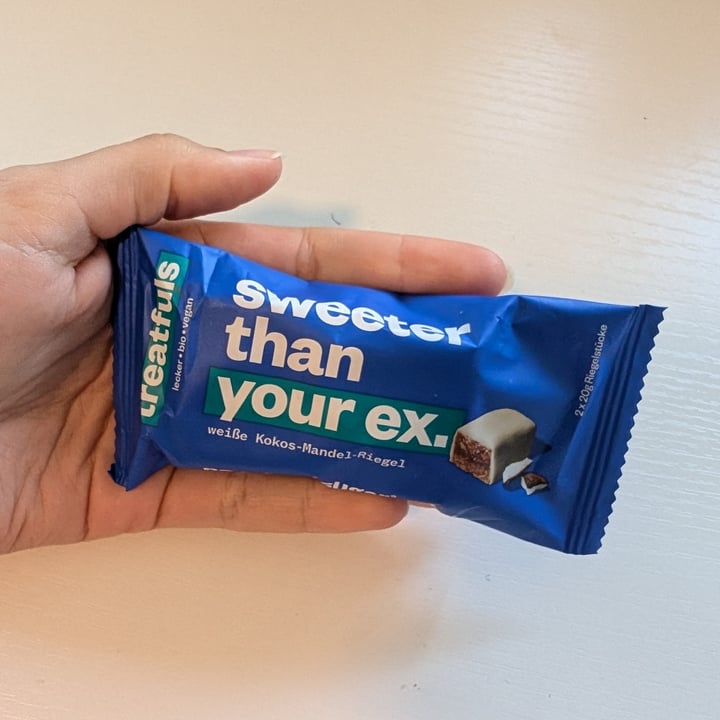 treatfuls
lecker • bio • vegan
Sweeter
than
your ex.
weiße Kokos-Mandel-Riegel
2 x 20g Riegelstücke